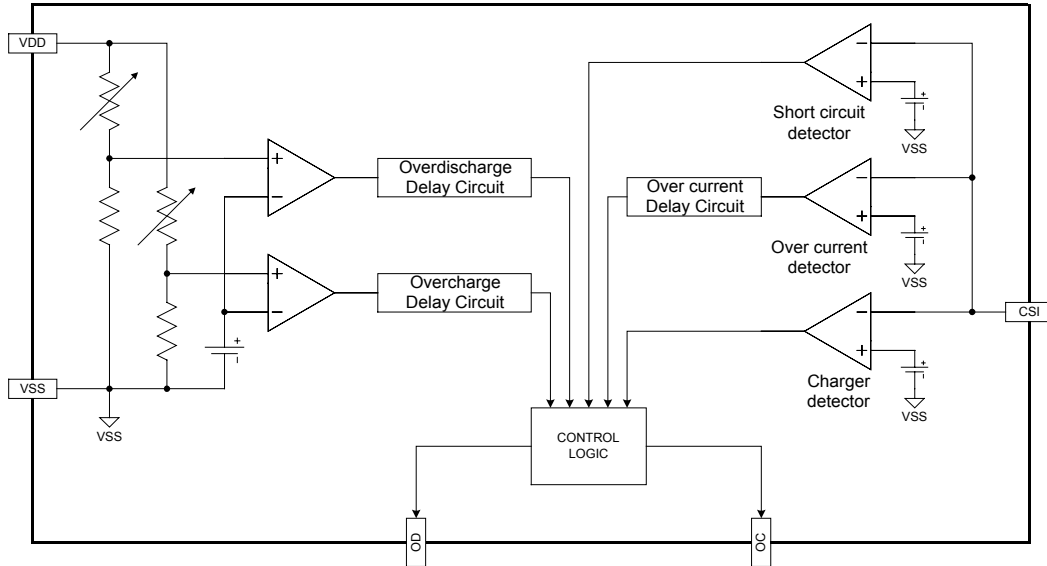 VDD
+
−
Short circuit
detector
+
−
VSS
+
−
Overdischarge
Delay Circuit
Over current
Delay Circuit
−
+
Over current
detector
+
−
VSS
+
−
Overcharge
Delay Circuit
+
−
−
+
CSI
Charger
detector
+
−
VSS
VSS
VSS
CONTROL
LOGIC
OD
OC